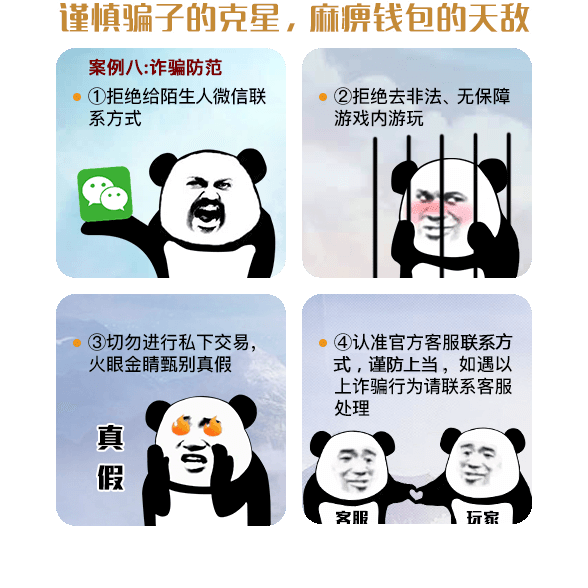 谨慎骗子的克星，麻痹钱包的天敌
案例八:诈骗防范
①拒绝给陌生人微信联
系方式
②拒绝去非法、无保障
游戏内游玩
③切勿进行私下交易，
火眼金睛甄别真假
真
假
④认准官方客服联系方
式，谨防上当，如遇以
上诈骗行为请联系客服
处理
客服
玩家